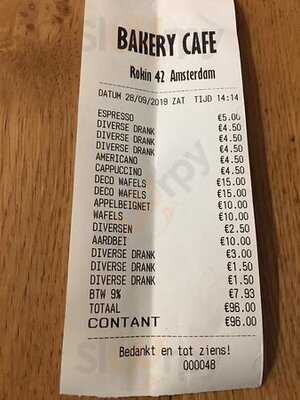 BAKERY CAFE
Rokin 42 Amsterdam
DATUM 28/09/2019 ZAT TIJD 14:14
ESPRESSO €5.00
DIVERSE DRANK €4.50
DIVERSE DRANK €4.50
DIVERSE DRANK €4.50
AMERICANO €4.50
CAPPUCCINO €4.50
DECO WAFELS €15.00
DECO WAFELS €15.00
APPELBEIGNET €10.00
WAFELS €10.00
DIVERSEN €2.50
AARDBEI €10.00
DIVERSE DRANK €3.00
DIVERSE DRANK €1.50
DIVERSE DRANK €1.50
BTW 9% €7.93
TOTAAL €96.00
CONTANT €96.00
Bedankt en tot ziens!
000048